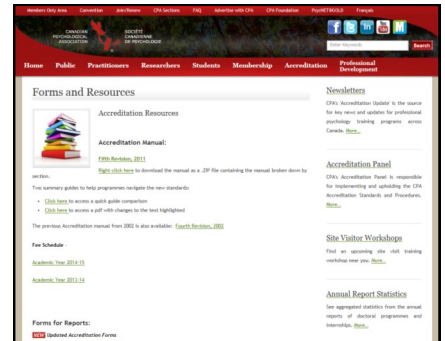 Members Only Area Convention Join/Renew CPA Sections FAQ Advertise with CPA CPA Foundation PsycNET®GOLD Français
CANADIAN PSYCHOLOGICAL ASSOCIATION
SOCIÉTÉ CANADIENNE DE PSYCHOLOGIE
Enter Keywords Search
Home Public Practitioners Researchers Students Membership Accreditation Professional Development
Forms and Resources
Accreditation Resources
Accreditation Manual:
Fifth Revision, 2011
Right-click here to download the manual as a .ZIP file containing the manual broken down by
section.
Two summary guides to help programmes navigate the new standards:
Click here to access a quick guide comparison
Click here to access a pdf with changes to the text highlighted
The previous Accreditation manual from 2002 is also available: Fourth Revision, 2002
Fee Schedule -
Academic Year 2014-15
Academic Year 2013-14
Forms for Reports:
NEW Updated Accreditation Forms
Newsletters
CPA's 'Accreditation Update' is the source
for key news and updates for professional
psychology training programs across
Canada. More...
Accreditation Panel
CPA's Accreditation Panel is responsible
for implementing and upholding the CPA
Accreditation Standards and Procedures.
More...
Site Visitor Workshops
Find an upcoming site visit training
workshop near you. More...
Annual Report Statistics
See aggregated statistics from the annual
reports of doctoral programmes and
internships. More...